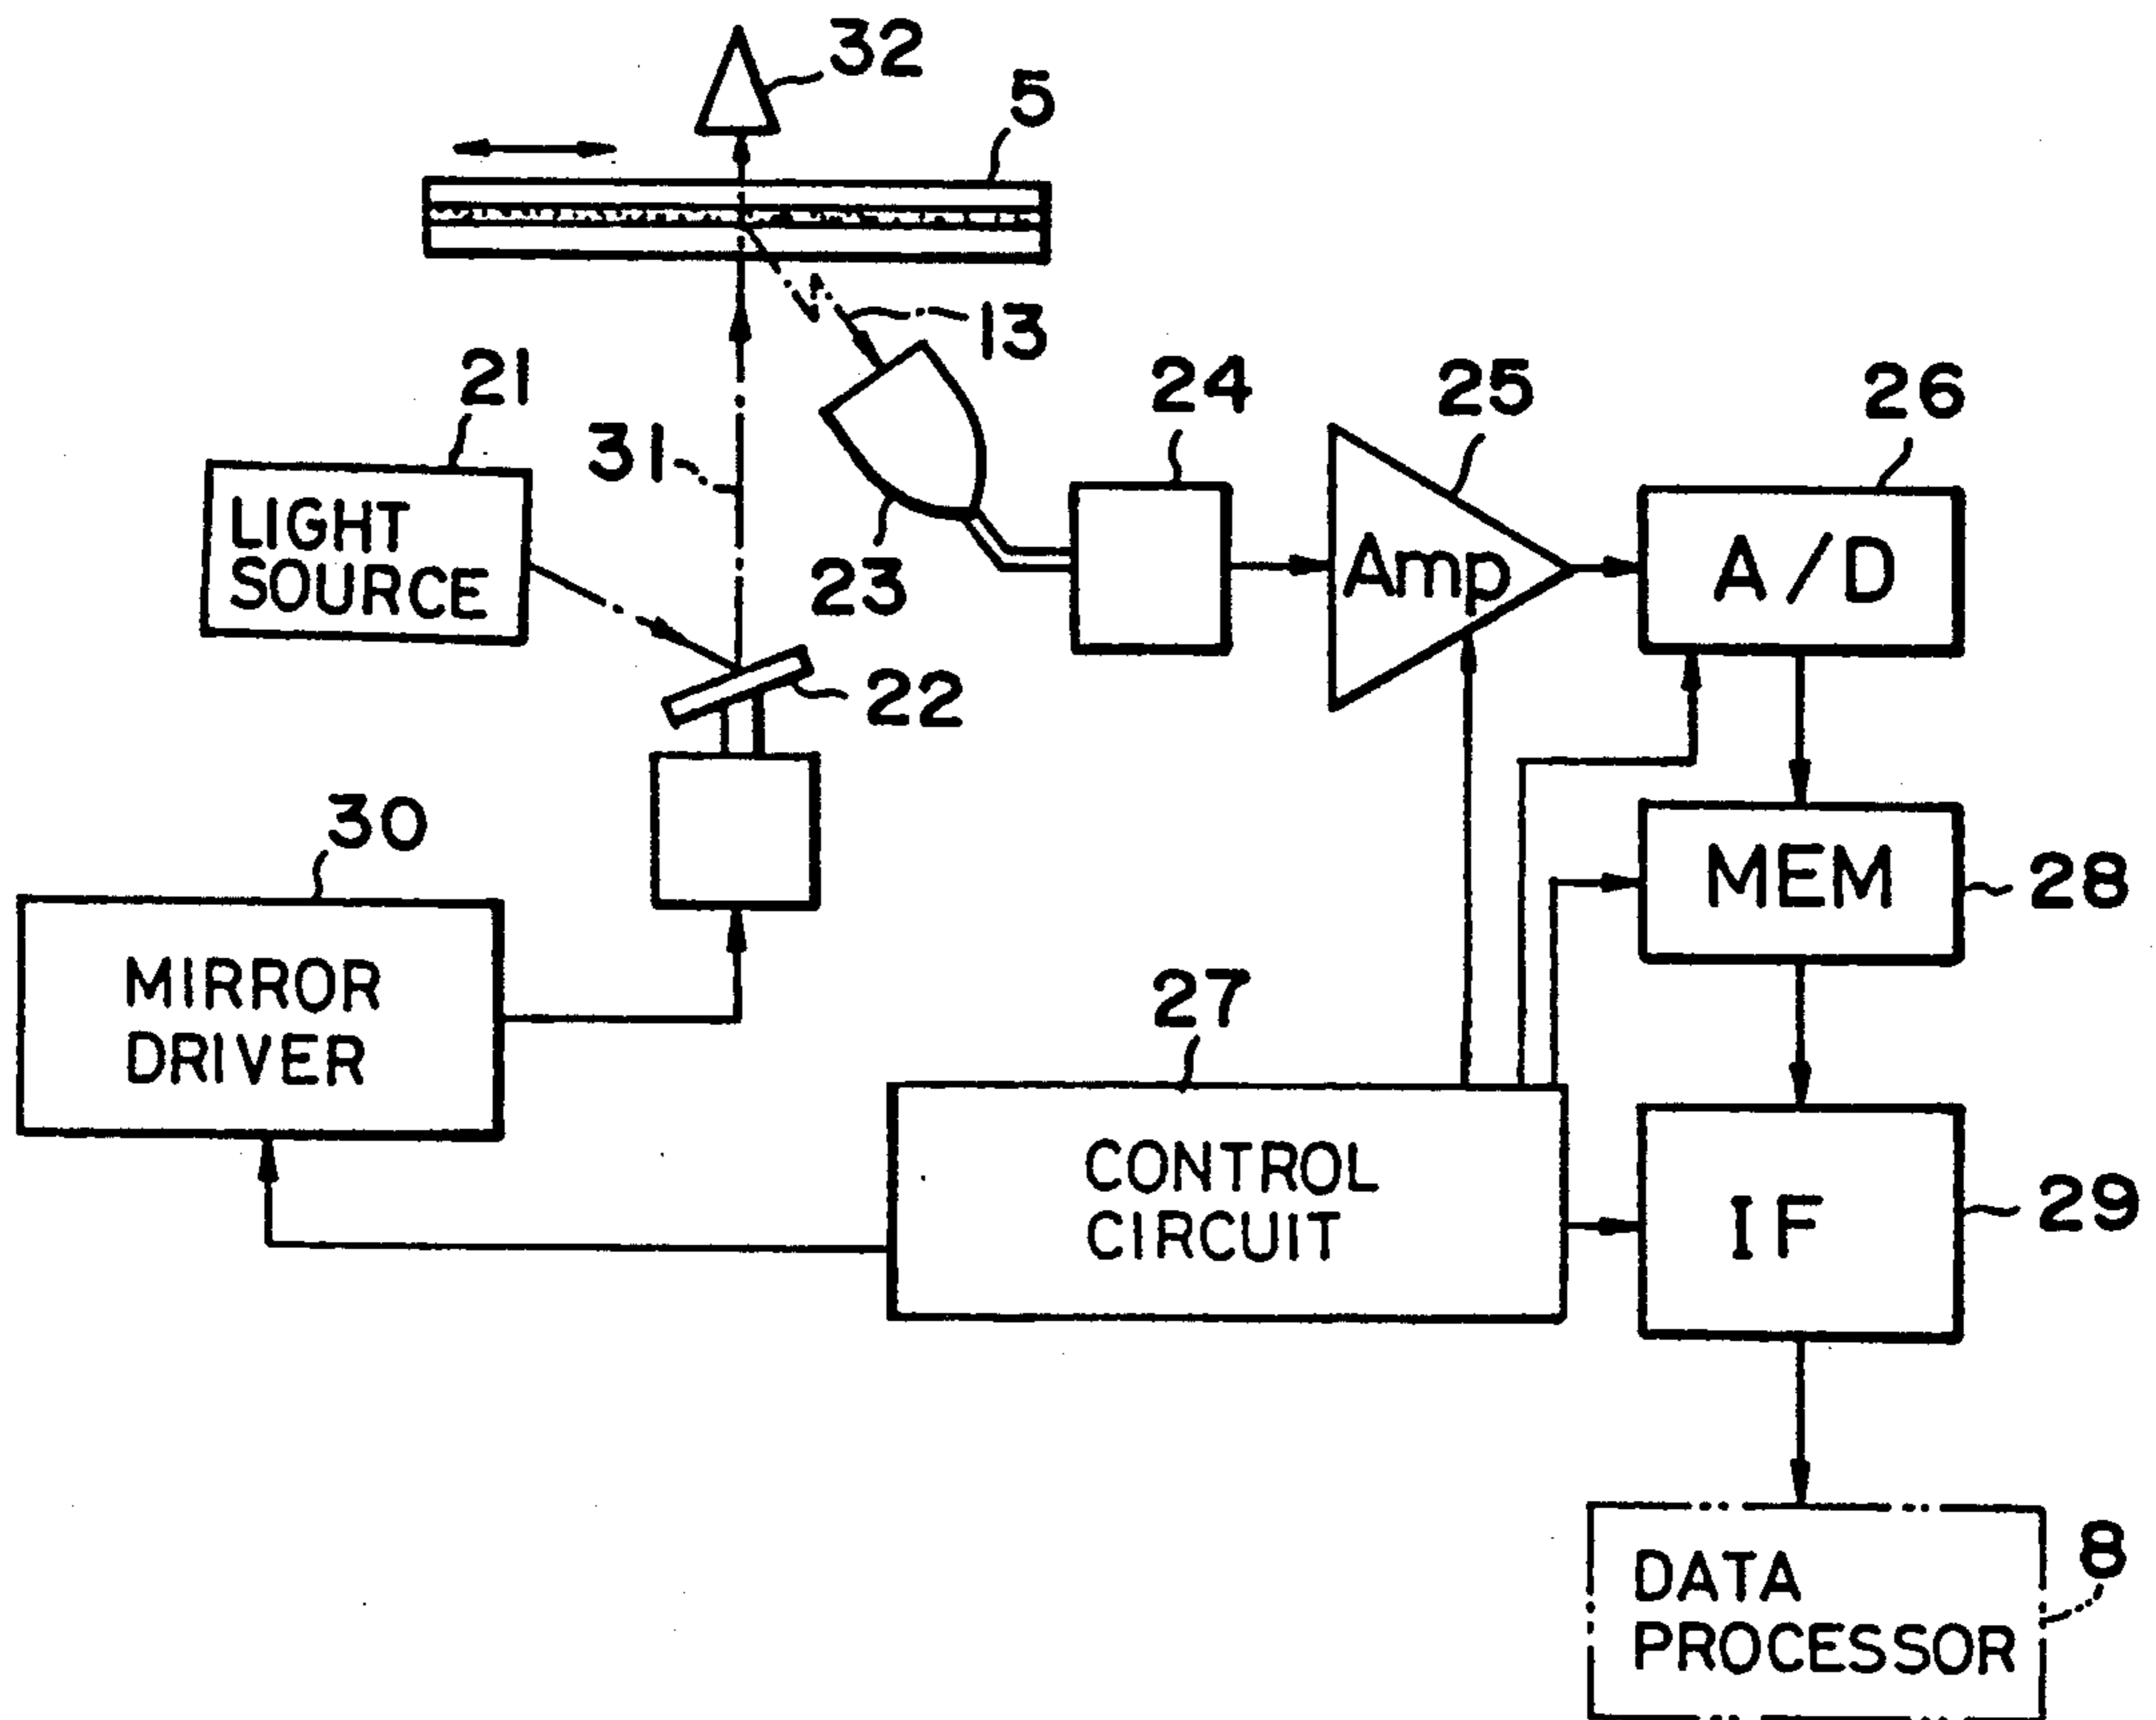 32
5
13
21
31
24
25
26
LIGHT
SOURCE
23
Amp
A/D
22
30
MEM
28
MIRROR
DRIVER
27
CONTROL
CIRCUIT
IF
29
8
DATA
PROCESSOR